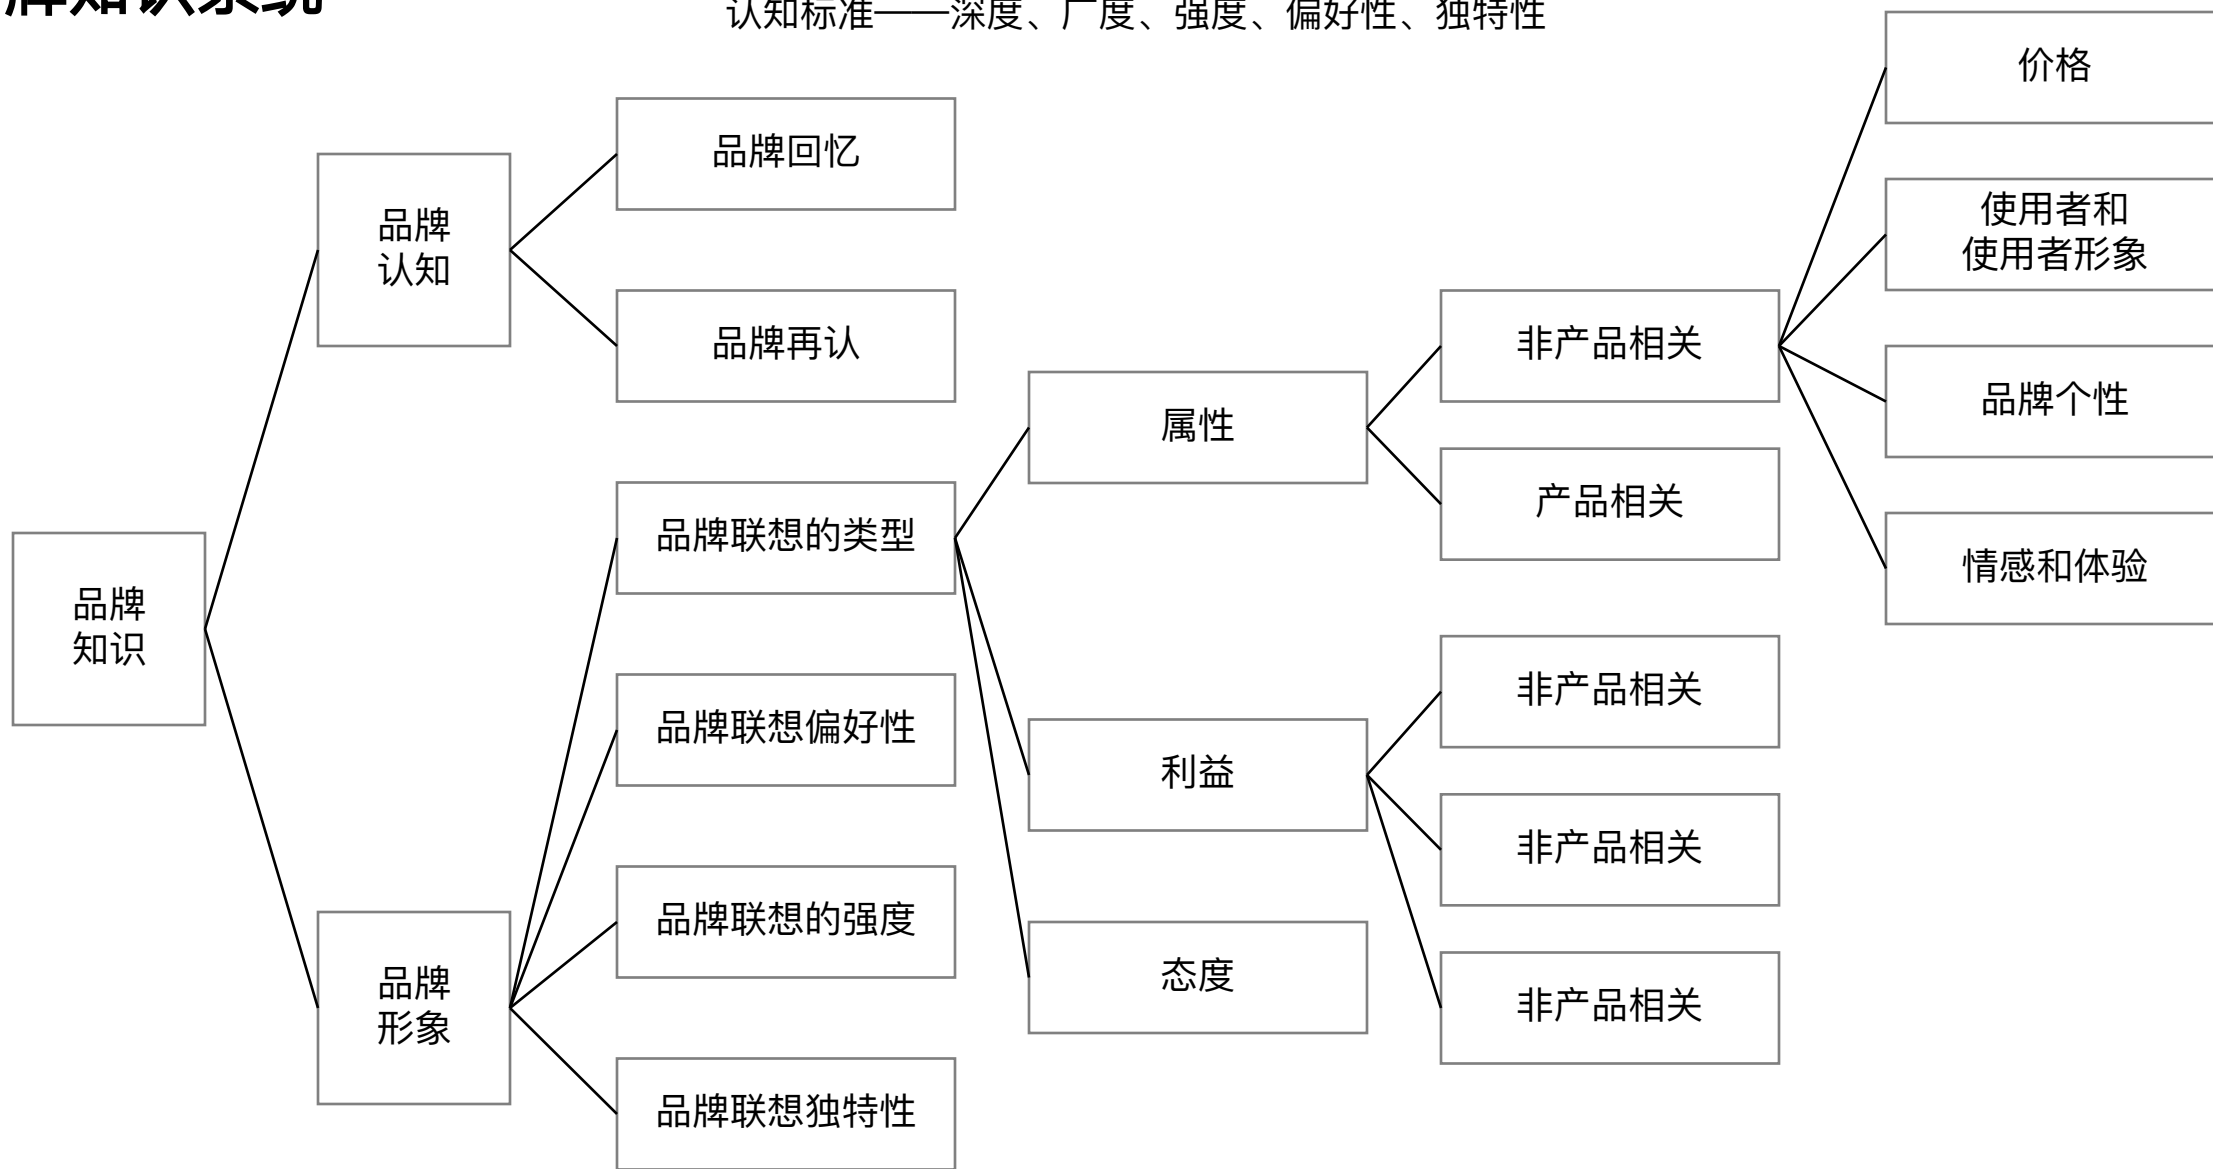 牌知识系统
认知标准——深度、广度、强度、偏好性、独特性
品牌
知识
品牌
认知
品牌
形象
品牌回忆
品牌再认
品牌联想的类型
品牌联想偏好性
品牌联想的强度
品牌联想独特性
属性
利益
态度
非产品相关
产品相关
非产品相关
非产品相关
非产品相关
价格
使用者和
使用者形象
品牌个性
情感和体验